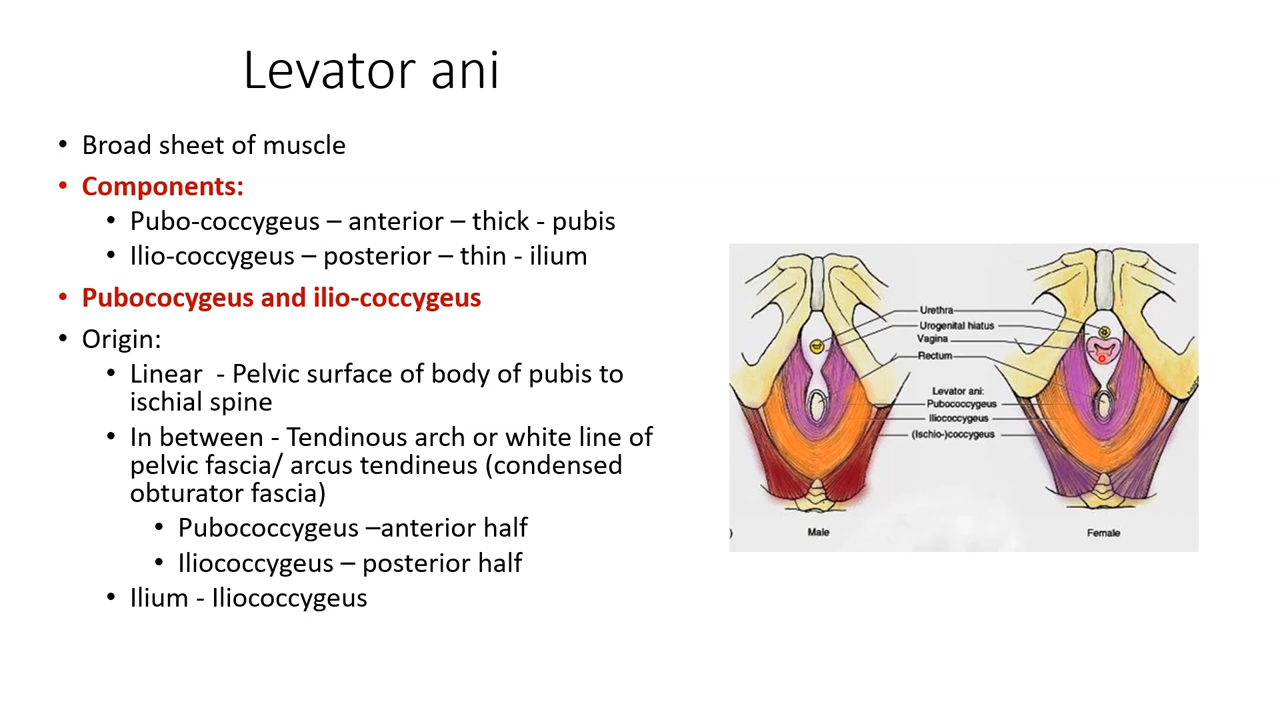 Levator ani
• Broad sheet of muscle
• Components:
• Pubo-coccygeus – anterior – thick - pubis
• Ilio-coccygeus – posterior – thin - ilium
• Pubococygeus and ilio-coccygeus
• Origin:
• Linear - Pelvic surface of body of pubis to
ischial spine
• In between - Tendinous arch or white line of
pelvic fascia/ arcus tendineus (condensed
obturator fascia)
• Pubococcygeus –anterior half
• Iliococcygeus – posterior half
• Ilium - Iliococcygeus
Urethra
Urogenital hiatus
Vagina
Rectum
Levator ani:
Pubococcygeus
Iliococcygeus
(Ischio-)coccygeus
)
Male
Female